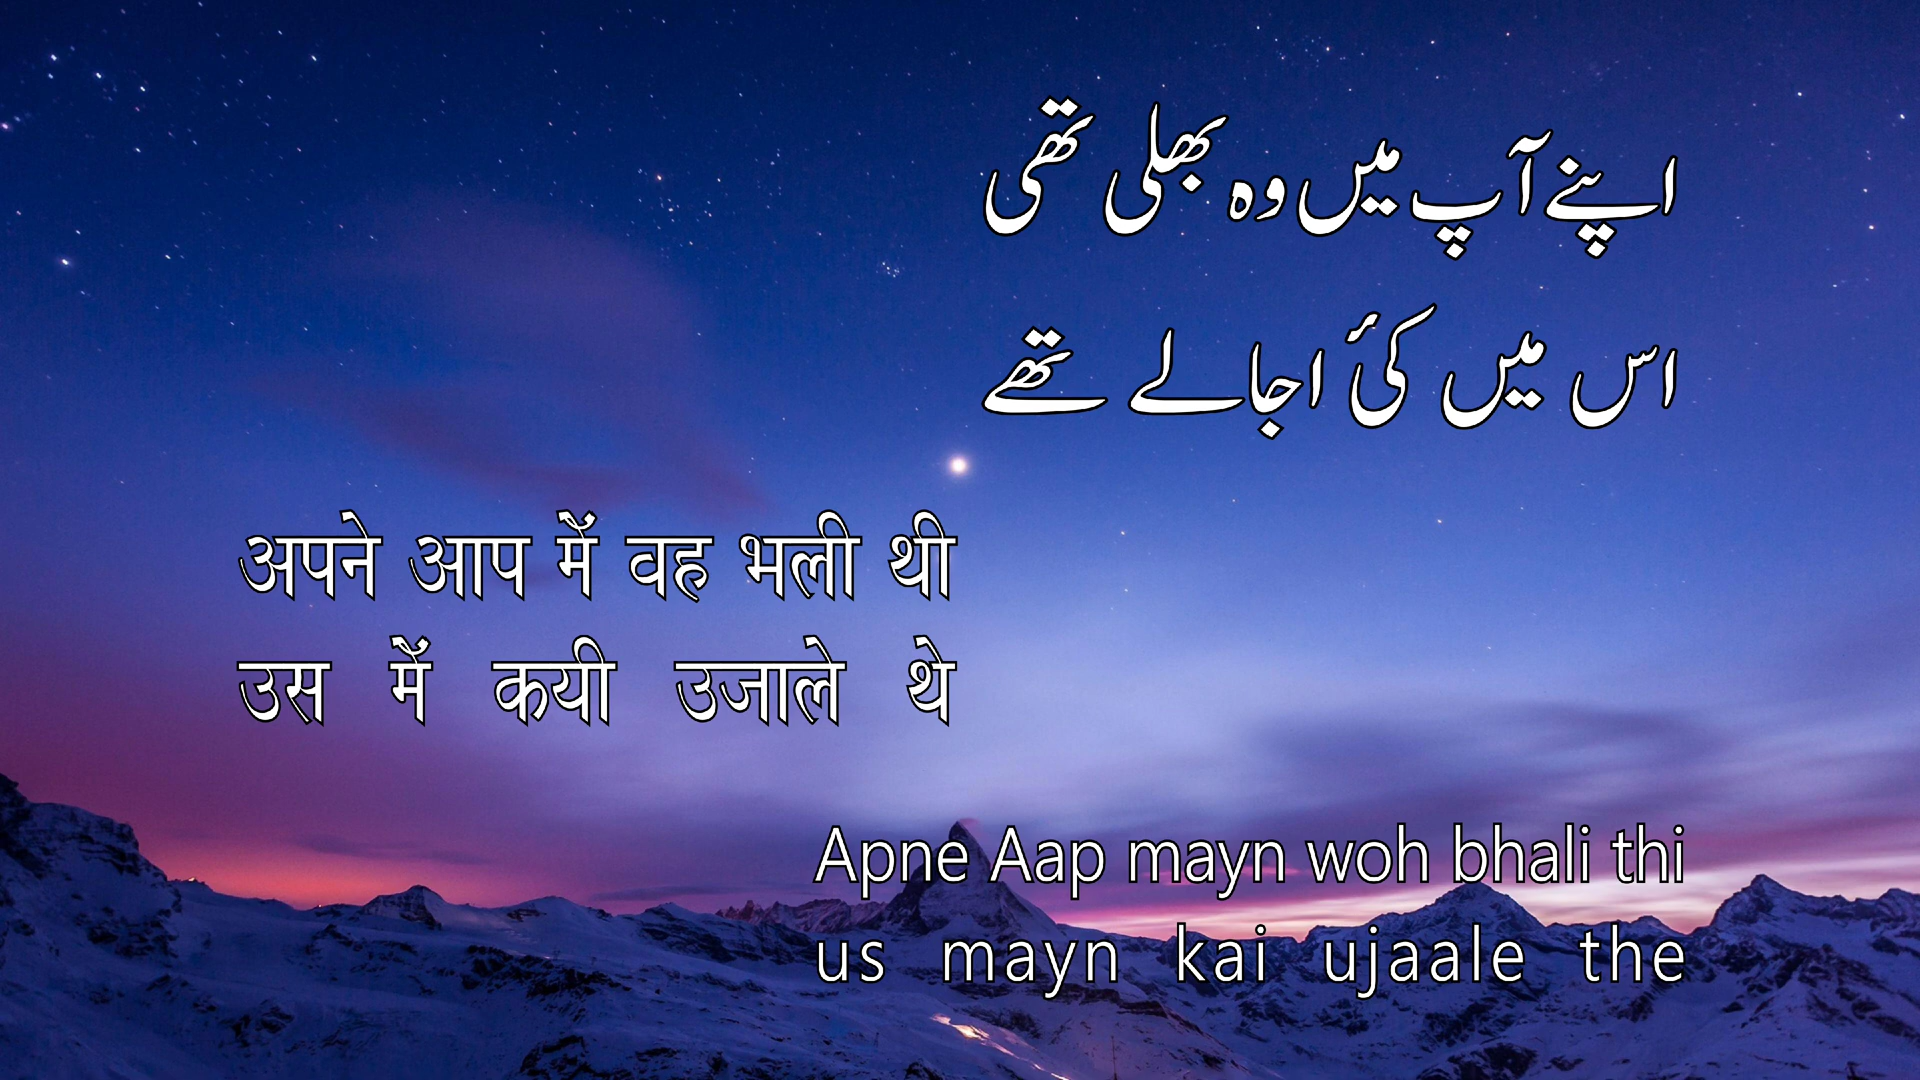 اپنے آپ میں وہ بھلی تھی
اس میں کئ اجالے تھے
अपने आप में वह भली थी
उस में कयी उजाले थे
Apne Aap mayn woh bhali thi
us mayn kai ujaale the